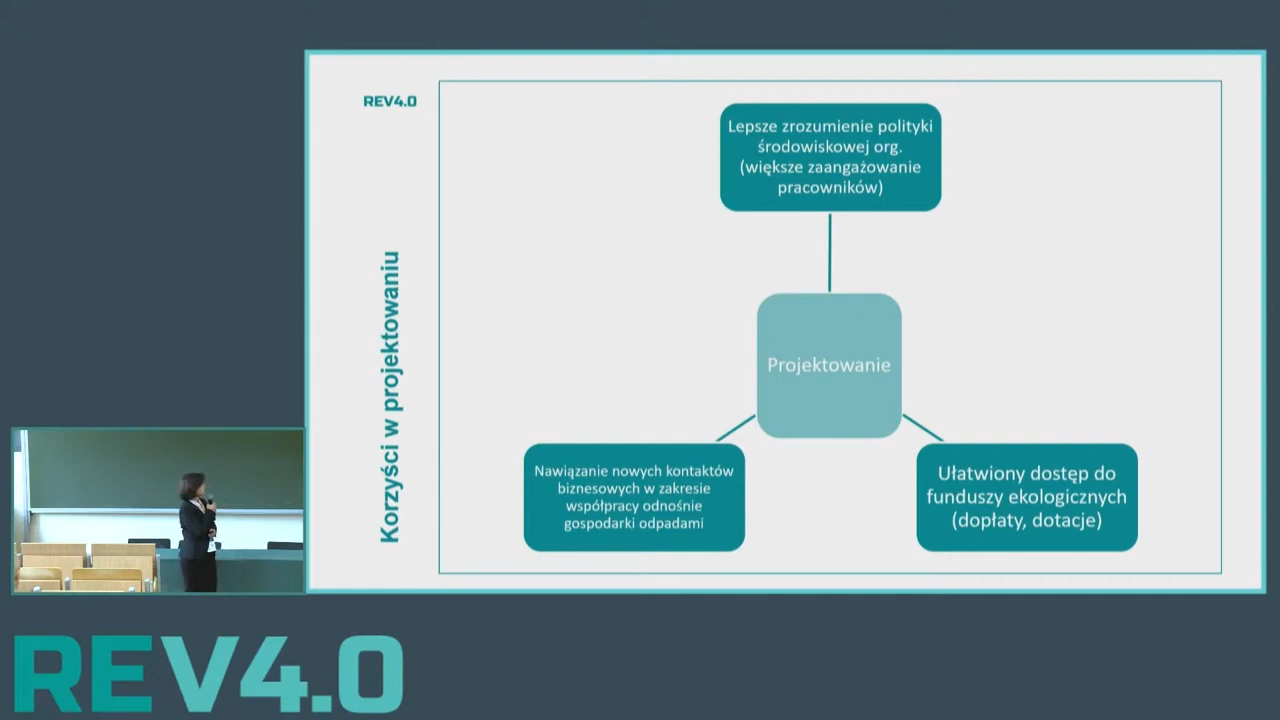 REV4.0
Korzyści w projektowaniu
Lepsze zrozumienie polityki
środowiskowej org.
(większe zaangażowanie
pracowników)
Projektowanie
Nawiązanie nowych kontaktów
biznesowych w zakresie
współpracy odnośnie
gospodarki odpadami
Ułatwiony dostęp do
funduszy ekologicznych
(dopłaty, dotacje)
REV4.0